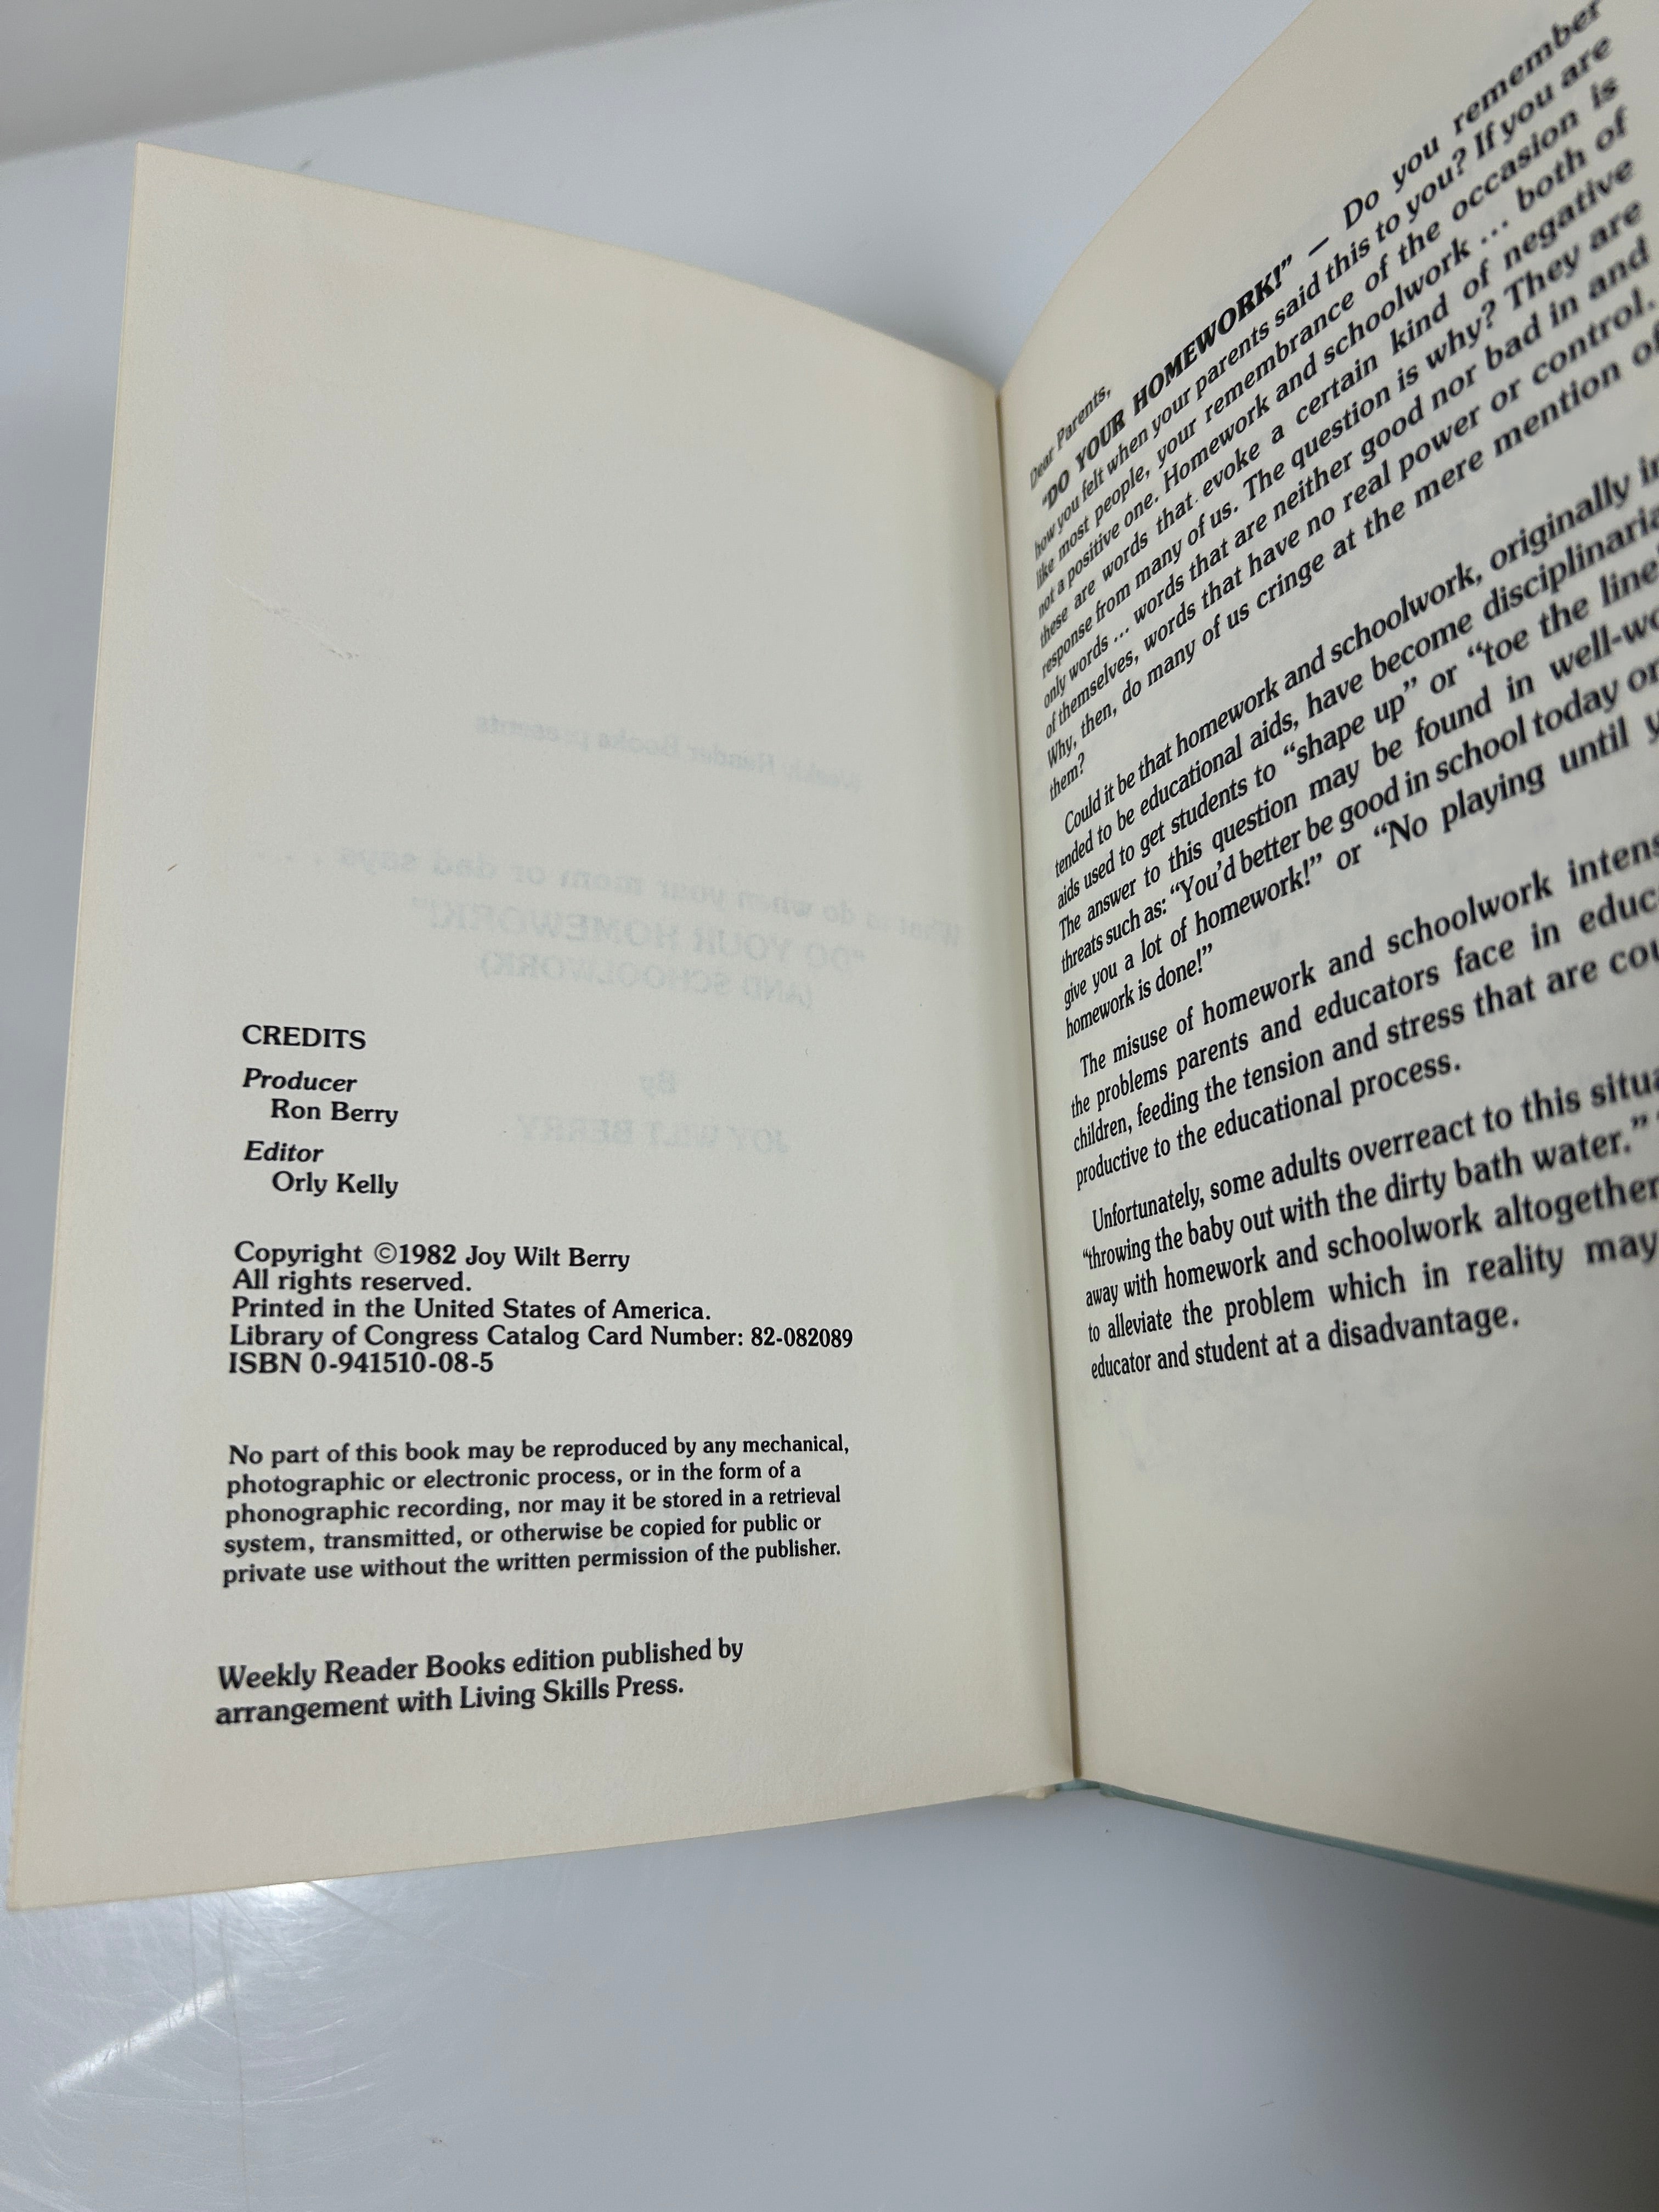 CREDITS
Producer
Ron Berry
Editor
Orly Kelly
Copyright ©1982 Joy Wilt Berry
All rights reserved.
Printed in the United States of America.
Library of Congress Catalog Card Number: 82-082089
ISBN 0-941510-08-5
No part of this book may be reproduced by any mechanical,
photographic or electronic process, or in the form of a
phonographic recording, nor may it be stored in a retrieval
system, transmitted, or otherwise be copied for public or
private use without the written permission of the publisher.
Weekly Reader Books edition published by
arrangement with Living Skills Press.
Dear Parents,
"DO YOUR HOMEWORK!" — Do you remember
how you felt when your parents said this to you? If you are
like most people, your remembrance of the occasion is
not a positive one. Homework and schoolwork ... both of
these are words that evoke a certain kind of negative
response from many of us. The question is why? They are
only words ... words that are neither good nor bad in and
of themselves, words that have no real power or control.
Why, then, do many of us cringe at the mere mention of
them?
Could it be that homework and schoolwork, originally in
tended to be educational aids, have become disciplinaria
aids used to get students to "shape up" or "toe the line
The answer to this question may be found in well-wo
threats such as: "You'd better be good in school today or
give you a lot of homework!" or "No playing until y
homework is done!"
The misuse of homework and schoolwork intens
the problems parents and educators face in educ
children, feeding the tension and stress that are cou
productive to the educational process.
Unfortunately, some adults overreact to this situa
"throwing the baby out with the dirty bath water."
away with homework and schoolwork altogether
to alleviate the problem which in reality may
educator and student at a disadvantage.